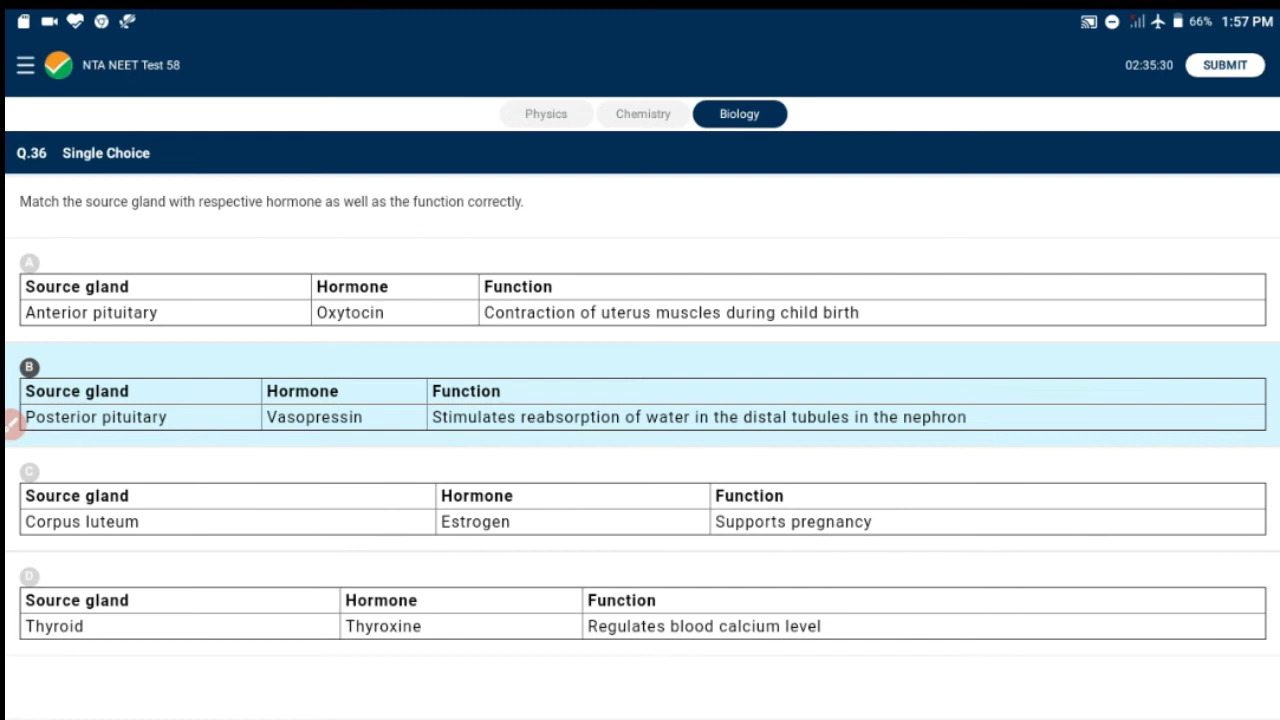 66% 1:57 PM
NTA NEET Test 58 02:35:30 SUBMIT
Physics Chemistry Biology
Q.36 Single Choice
Match the source gland with respective hormone as well as the function correctly.
A
Source gland Hormone Function
Anterior pituitary Oxytocin Contraction of uterus muscles during child birth
B
Source gland Hormone Function
Posterior pituitary Vasopressin Stimulates reabsorption of water in the distal tubules in the nephron
C
Source gland Hormone Function
Corpus luteum Estrogen Supports pregnancy
D
Source gland Hormone Function
Thyroid Thyroxine Regulates blood calcium level